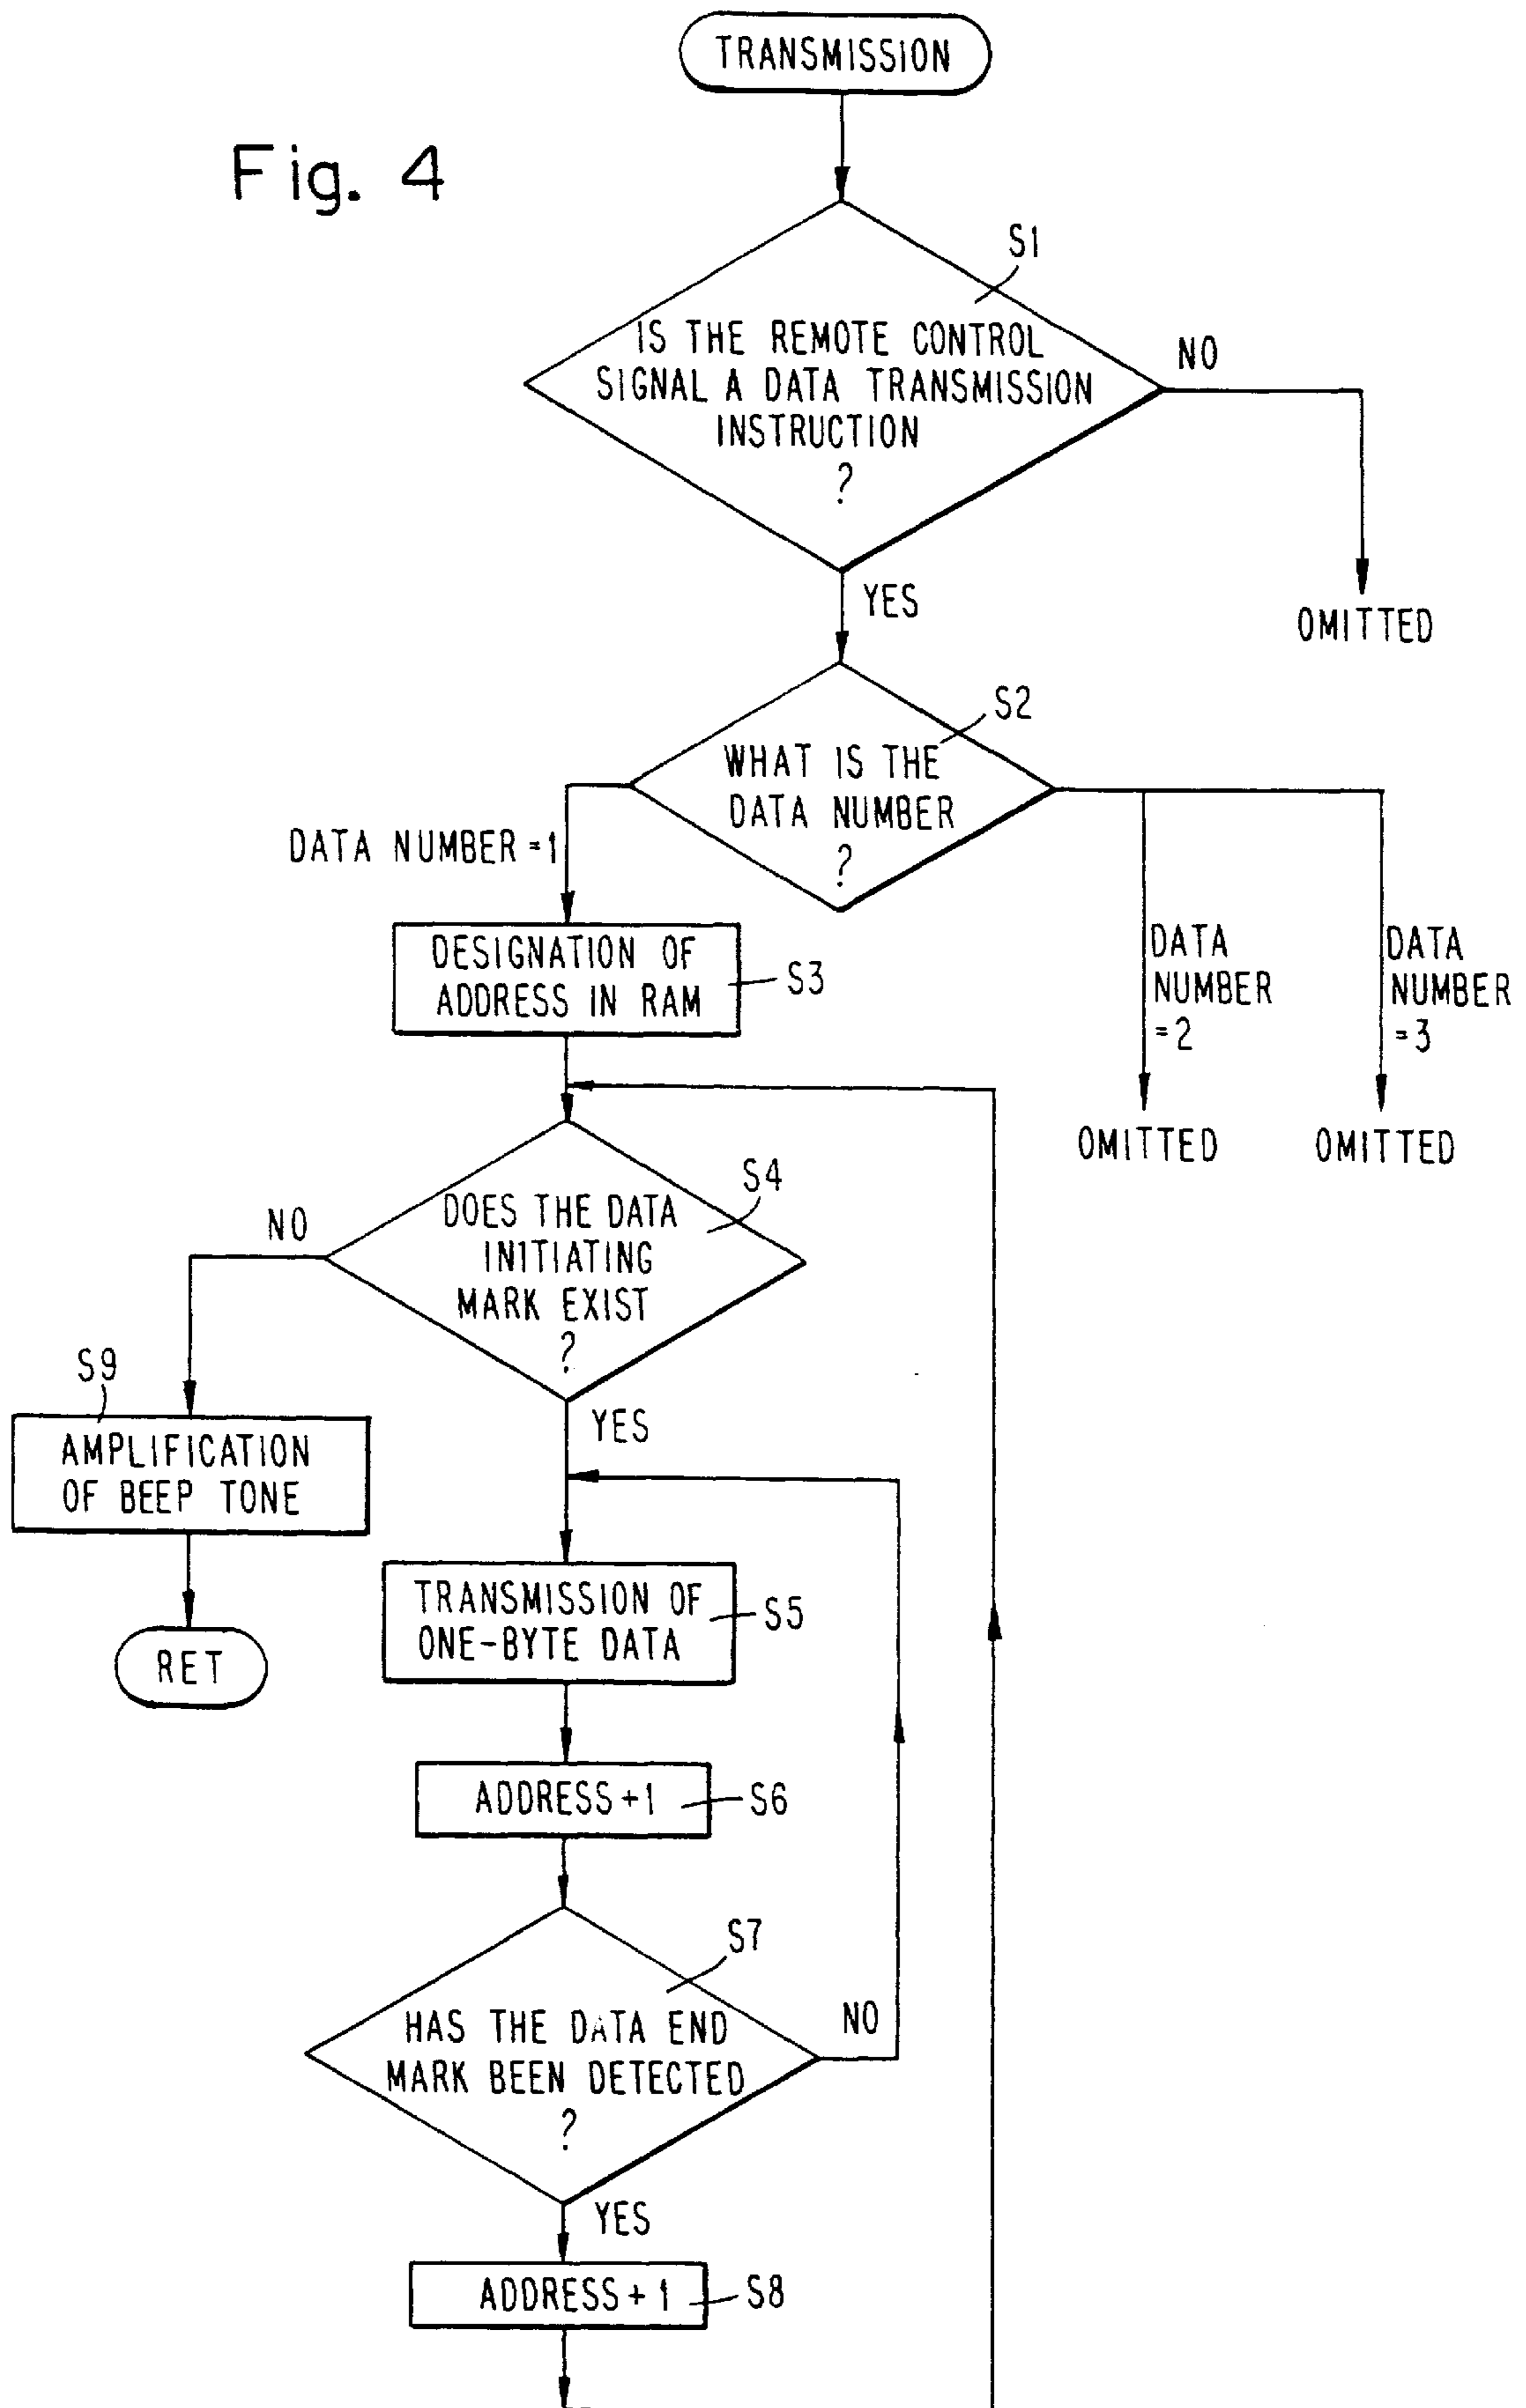 TRANSMISSION
Fig. 4
S1
IS THE REMOTE CONTROL
SIGNAL A DATA TRANSMISSION
INSTRUCTION
?
NO
OMITTED
YES
S2
WHAT IS THE
DATA NUMBER
?
DATA NUMBER =1
DATA
NUMBER
=2
DATA
NUMBER
=3
DESIGNATION OF
ADDRESS IN RAM
S3
OMITTED
OMITTED
S4
DOES THE DATA
INITIATING
MARK EXIST
?
NO
YES
S9
AMPLIFICATION
OF BEEP TONE
RET
TRANSMISSION OF
ONE-BYTE DATA
S5
ADDRESS +1
S6
S7
HAS THE DATA END
MARK BEEN DETECTED
?
NO
YES
ADDRESS + 1
S8